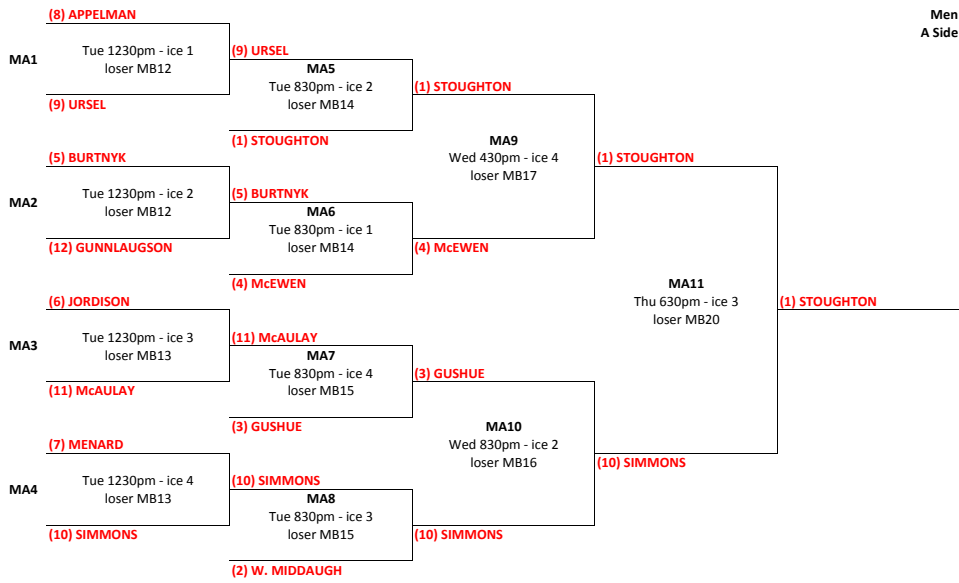 Men
A Side
(8) APPELMAN
MA1
Tue 1230pm - ice 1
loser MB12
(9) URSEL
(9) URSEL
MA5
Tue 830pm - ice 2
loser MB14
(1) STOUGHTON
(1) STOUGHTON
(5) BURTNYK
MA2
Tue 1230pm - ice 2
loser MB12
(12) GUNNLAUGSON
(5) BURTNYK
MA6
Tue 830pm - ice 1
loser MB14
(4) McEWEN
MA9
Wed 430pm - ice 4
loser MB17
(4) McEWEN
(1) STOUGHTON
(6) JORDISON
MA3
Tue 1230pm - ice 3
loser MB13
(11) McAULAY
(11) McAULAY
MA7
Tue 830pm - ice 4
loser MB15
(3) GUSHUE
(3) GUSHUE
(7) MENARD
MA4
Tue 1230pm - ice 4
loser MB13
(10) SIMMONS
(10) SIMMONS
MA8
Tue 830pm - ice 3
loser MB15
(2) W. MIDDAUGH
MA10
Wed 830pm - ice 2
loser MB16
(10) SIMMONS
(10) SIMMONS
MA11
Thu 630pm - ice 3
loser MB20
(1) STOUGHTON